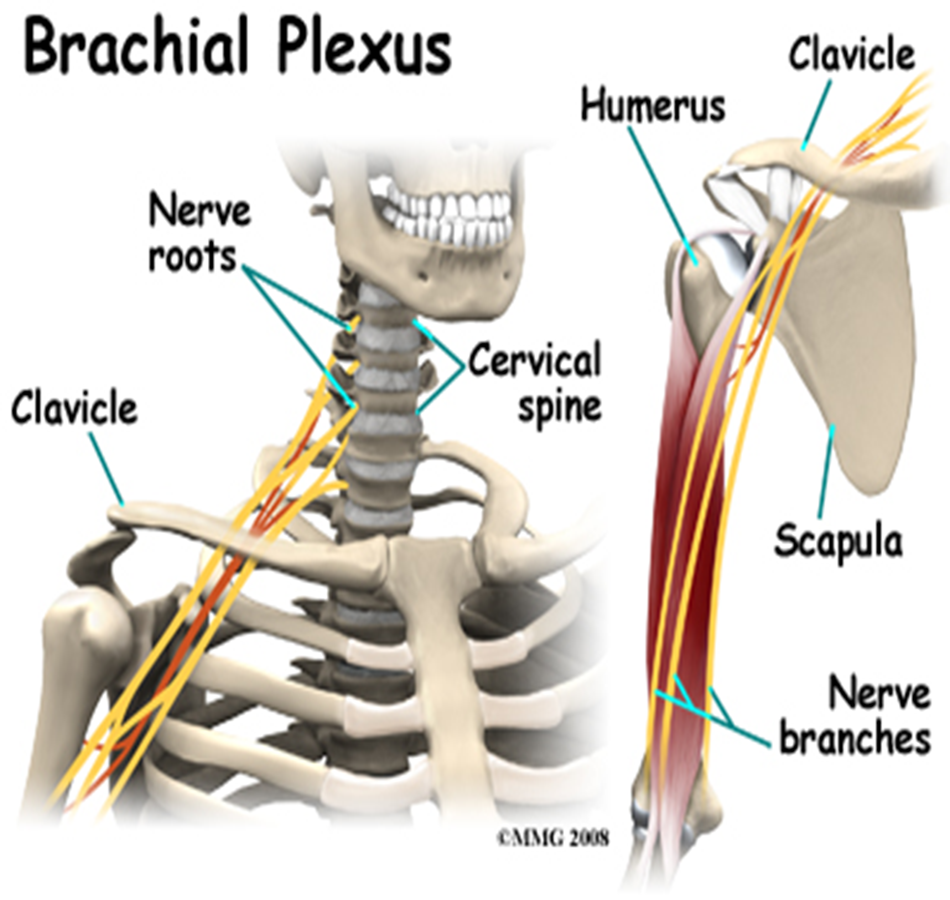 Brachial Plexus
Nerve
roots
Clavicle
Cervical
spine
Humerus
Clavicle
Scapula
Nerve
branches
©MMG 2008